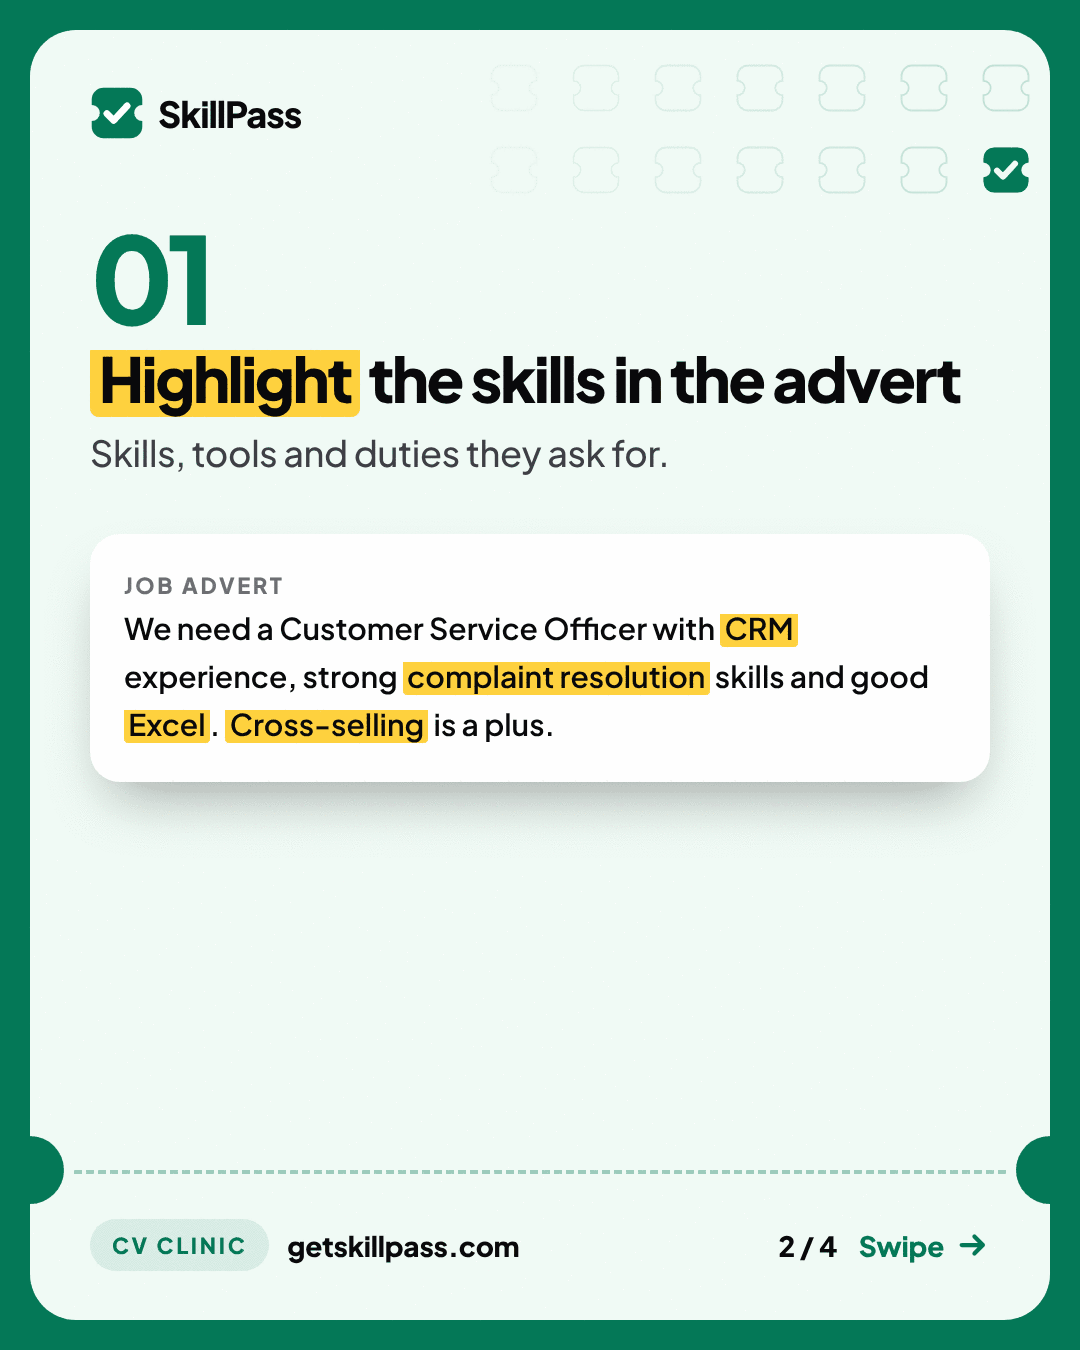 SkillPass
01
Highlight the skills in the advert
Skills, tools and duties they ask for.
JOB ADVERT
We need a Customer Service Officer with CRM
experience, strong complaint resolution skills and good
Excel. Cross-selling is a plus.
CV CLINIC getskillpass.com 2 / 4 Swipe →